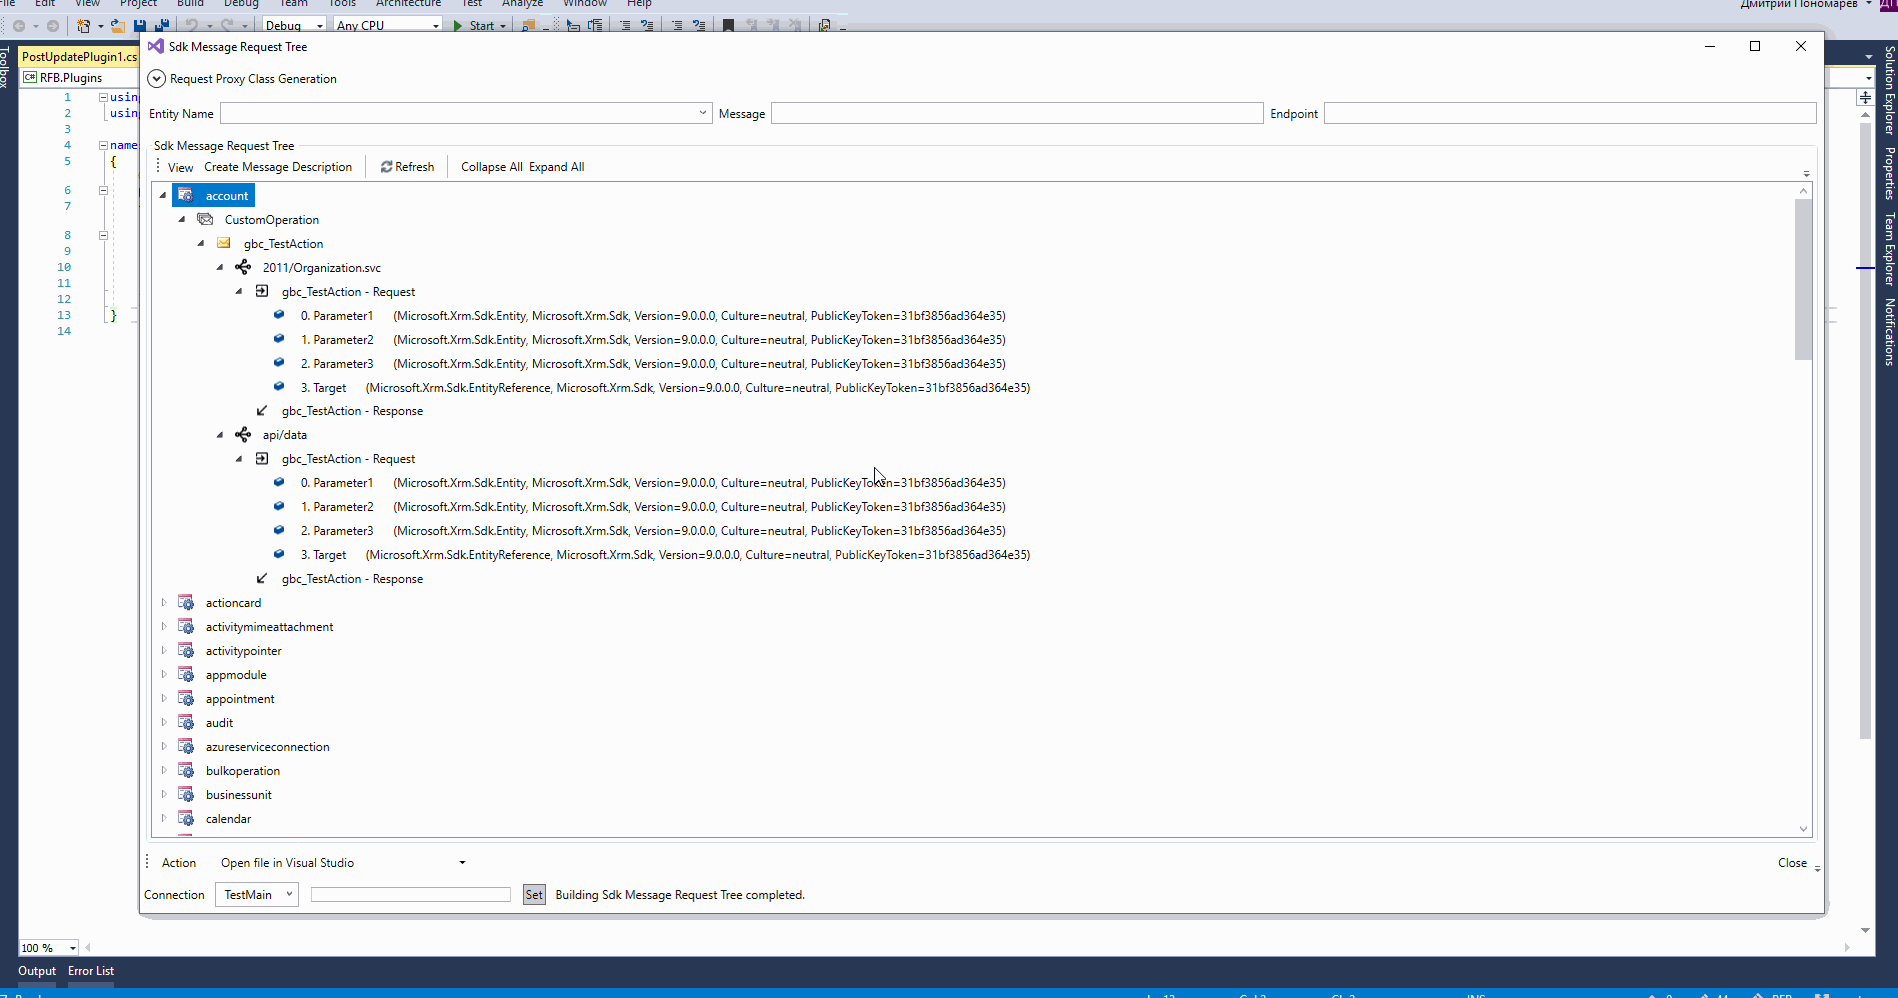 File Edit View Project Build Debug Team Tools Architecture Test Analyze Window Help Дмитрий Пономарев ДП
Debug Any CPU Start
Sdk Message Request Tree
PostUpdatePlugin1.cs
Request Proxy Class Generation
C# RFB.Plugins
Entity Name Message Endpoint
Sdk Message Request Tree
View Create Message Description Refresh Collapse All Expand All
account
CustomOperation
gbc_TestAction
2011/Organization.svc
gbc_TestAction - Request
0. Parameter1 (Microsoft.Xrm.Sdk.Entity, Microsoft.Xrm.Sdk, Version=9.0.0.0, Culture=neutral, PublicKeyToken=31bf3856ad364e35)
1. Parameter2 (Microsoft.Xrm.Sdk.Entity, Microsoft.Xrm.Sdk, Version=9.0.0.0, Culture=neutral, PublicKeyToken=31bf3856ad364e35)
2. Parameter3 (Microsoft.Xrm.Sdk.Entity, Microsoft.Xrm.Sdk, Version=9.0.0.0, Culture=neutral, PublicKeyToken=31bf3856ad364e35)
3. Target (Microsoft.Xrm.Sdk.EntityReference, Microsoft.Xrm.Sdk, Version=9.0.0.0, Culture=neutral, PublicKeyToken=31bf3856ad364e35)
gbc_TestAction - Response
api/data
gbc_TestAction - Request
0. Parameter1 (Microsoft.Xrm.Sdk.Entity, Microsoft.Xrm.Sdk, Version=9.0.0.0, Culture=neutral, PublicKeyToken=31bf3856ad364e35)
1. Parameter2 (Microsoft.Xrm.Sdk.Entity, Microsoft.Xrm.Sdk, Version=9.0.0.0, Culture=neutral, PublicKeyToken=31bf3856ad364e35)
2. Parameter3 (Microsoft.Xrm.Sdk.Entity, Microsoft.Xrm.Sdk, Version=9.0.0.0, Culture=neutral, PublicKeyToken=31bf3856ad364e35)
3. Target (Microsoft.Xrm.Sdk.EntityReference, Microsoft.Xrm.Sdk, Version=9.0.0.0, Culture=neutral, PublicKeyToken=31bf3856ad364e35)
gbc_TestAction - Response
actioncard
activitymimeattachment
activitypointer
appmodule
appointment
audit
azureserviceconnection
bulkoperation
businessunit
calendar
Action Open file in Visual Studio Close
Connection TestMain Set Building Sdk Message Request Tree completed.
1 usin
2 usin
3
4 name
5 {
6
7
8
9
10
11
12
13 }
14
Toolbox
Solution Explorer
Properties
Team Explorer
Notifications
100 %
Output Error List